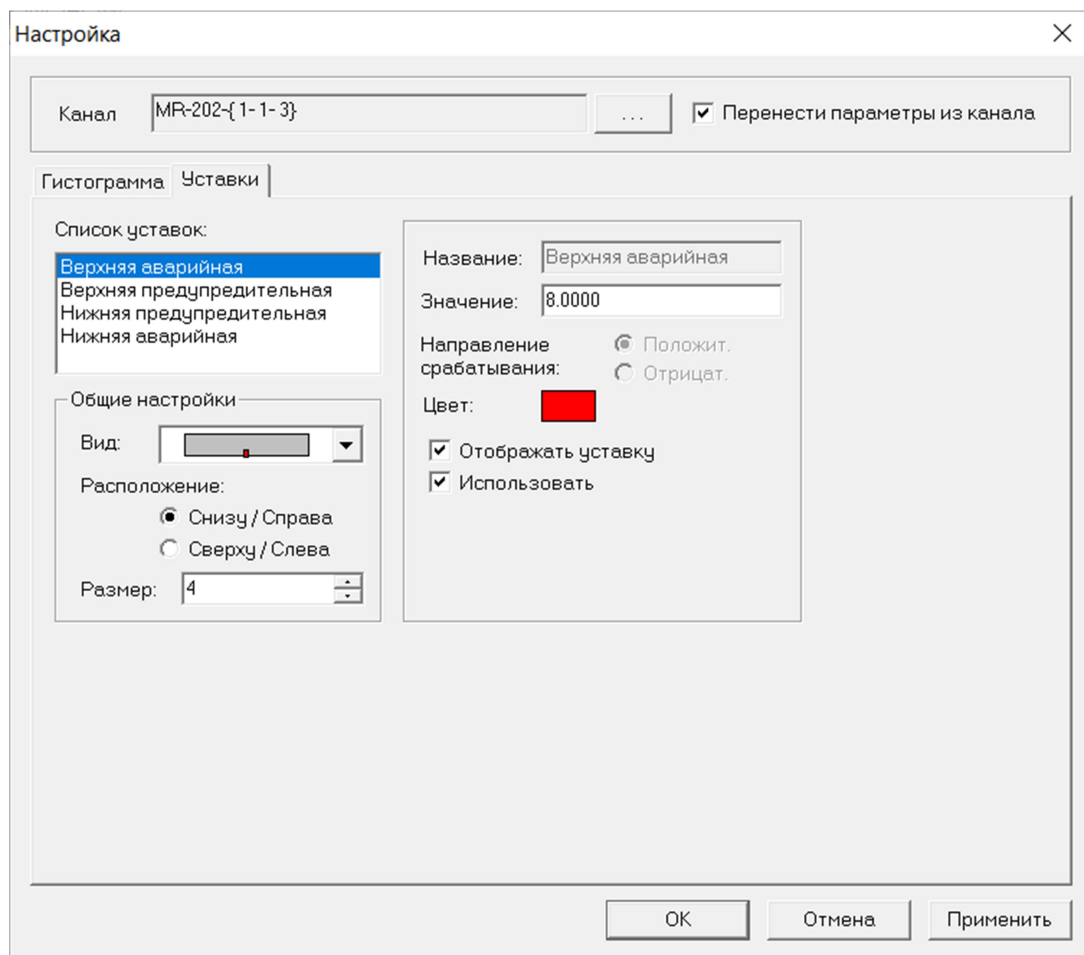 Настройка
Канал MR-202-{ 1- 1- 3} ... Перенести параметры из канала
Гистограмма Уставки
Список уставок:
Верхняя аварийная
Верхняя предупредительная
Нижняя предупредительная
Нижняя аварийная
Общие настройки
Вид:
Расположение:
Снизу / Справа
Сверху / Слева
Размер: 4
Название: Верхняя аварийная
Значение: 8.0000
Направление срабатывания:
Положит.
Отрицат.
Цвет:
Отображать уставку
Использовать
OK Отмена Применить